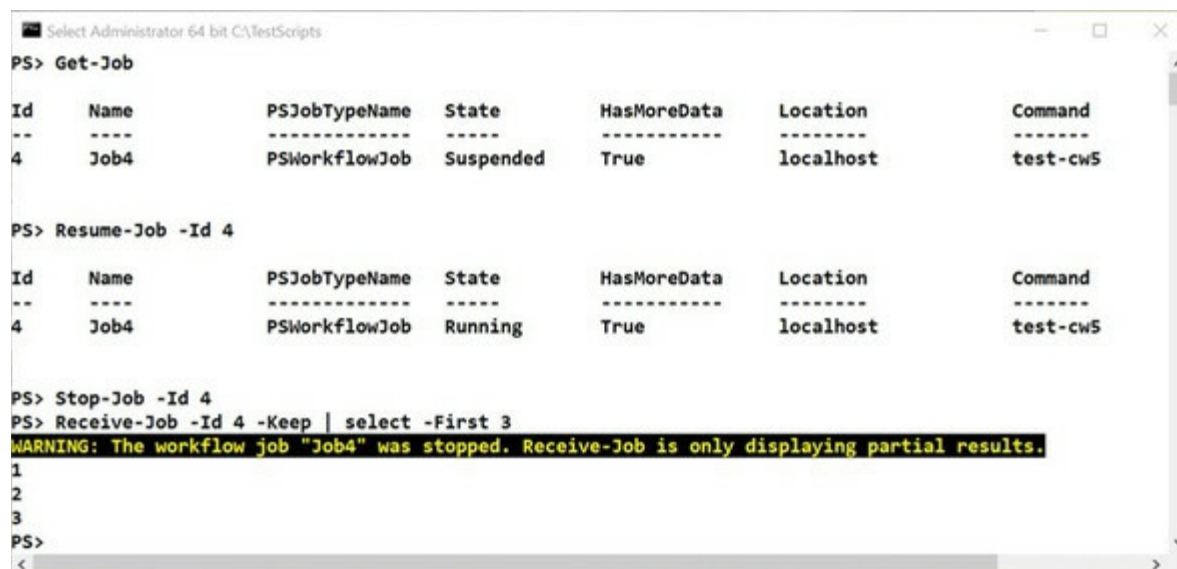 Select Administrator 64 bit C:\TestScripts
PS> Get-Job
Id Name PSJobTypeName State HasMoreData Location Command
-- ---- ------------- ----- ----------- -------- -------
4 Job4 PSWorkflowJob Suspended True localhost test-cw5
PS> Resume-Job -Id 4
Id Name PSJobTypeName State HasMoreData Location Command
-- ---- ------------- ----- ----------- -------- -------
4 Job4 PSWorkflowJob Running True localhost test-cw5
PS> Stop-Job -Id 4
PS> Receive-Job -Id 4 -Keep | select -First 3
WARNING: The workflow job "Job4" was stopped. Receive-Job is only displaying partial results.
1
2
3
PS>